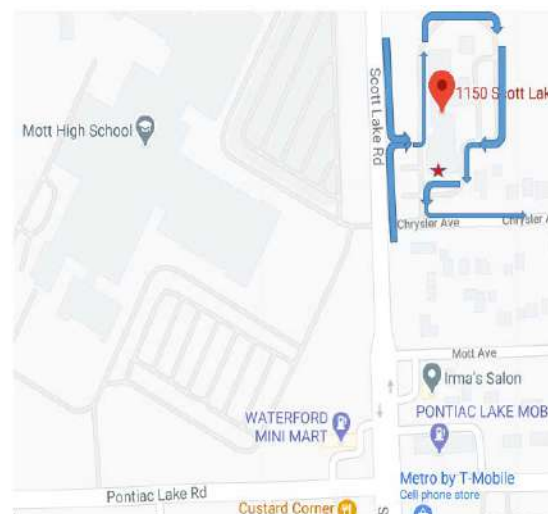 Scott Lake Rd
1150 Scott Lak
Mott High School
Chrysler Ave
Chrysler A
Mott Ave
Irma's Salon
WATERFORD
MINI MART
PONTIAC LAKE MOB
Metro by T-Mobile
Cell phone store
Pontiac Lake Rd
Custard Corner
S